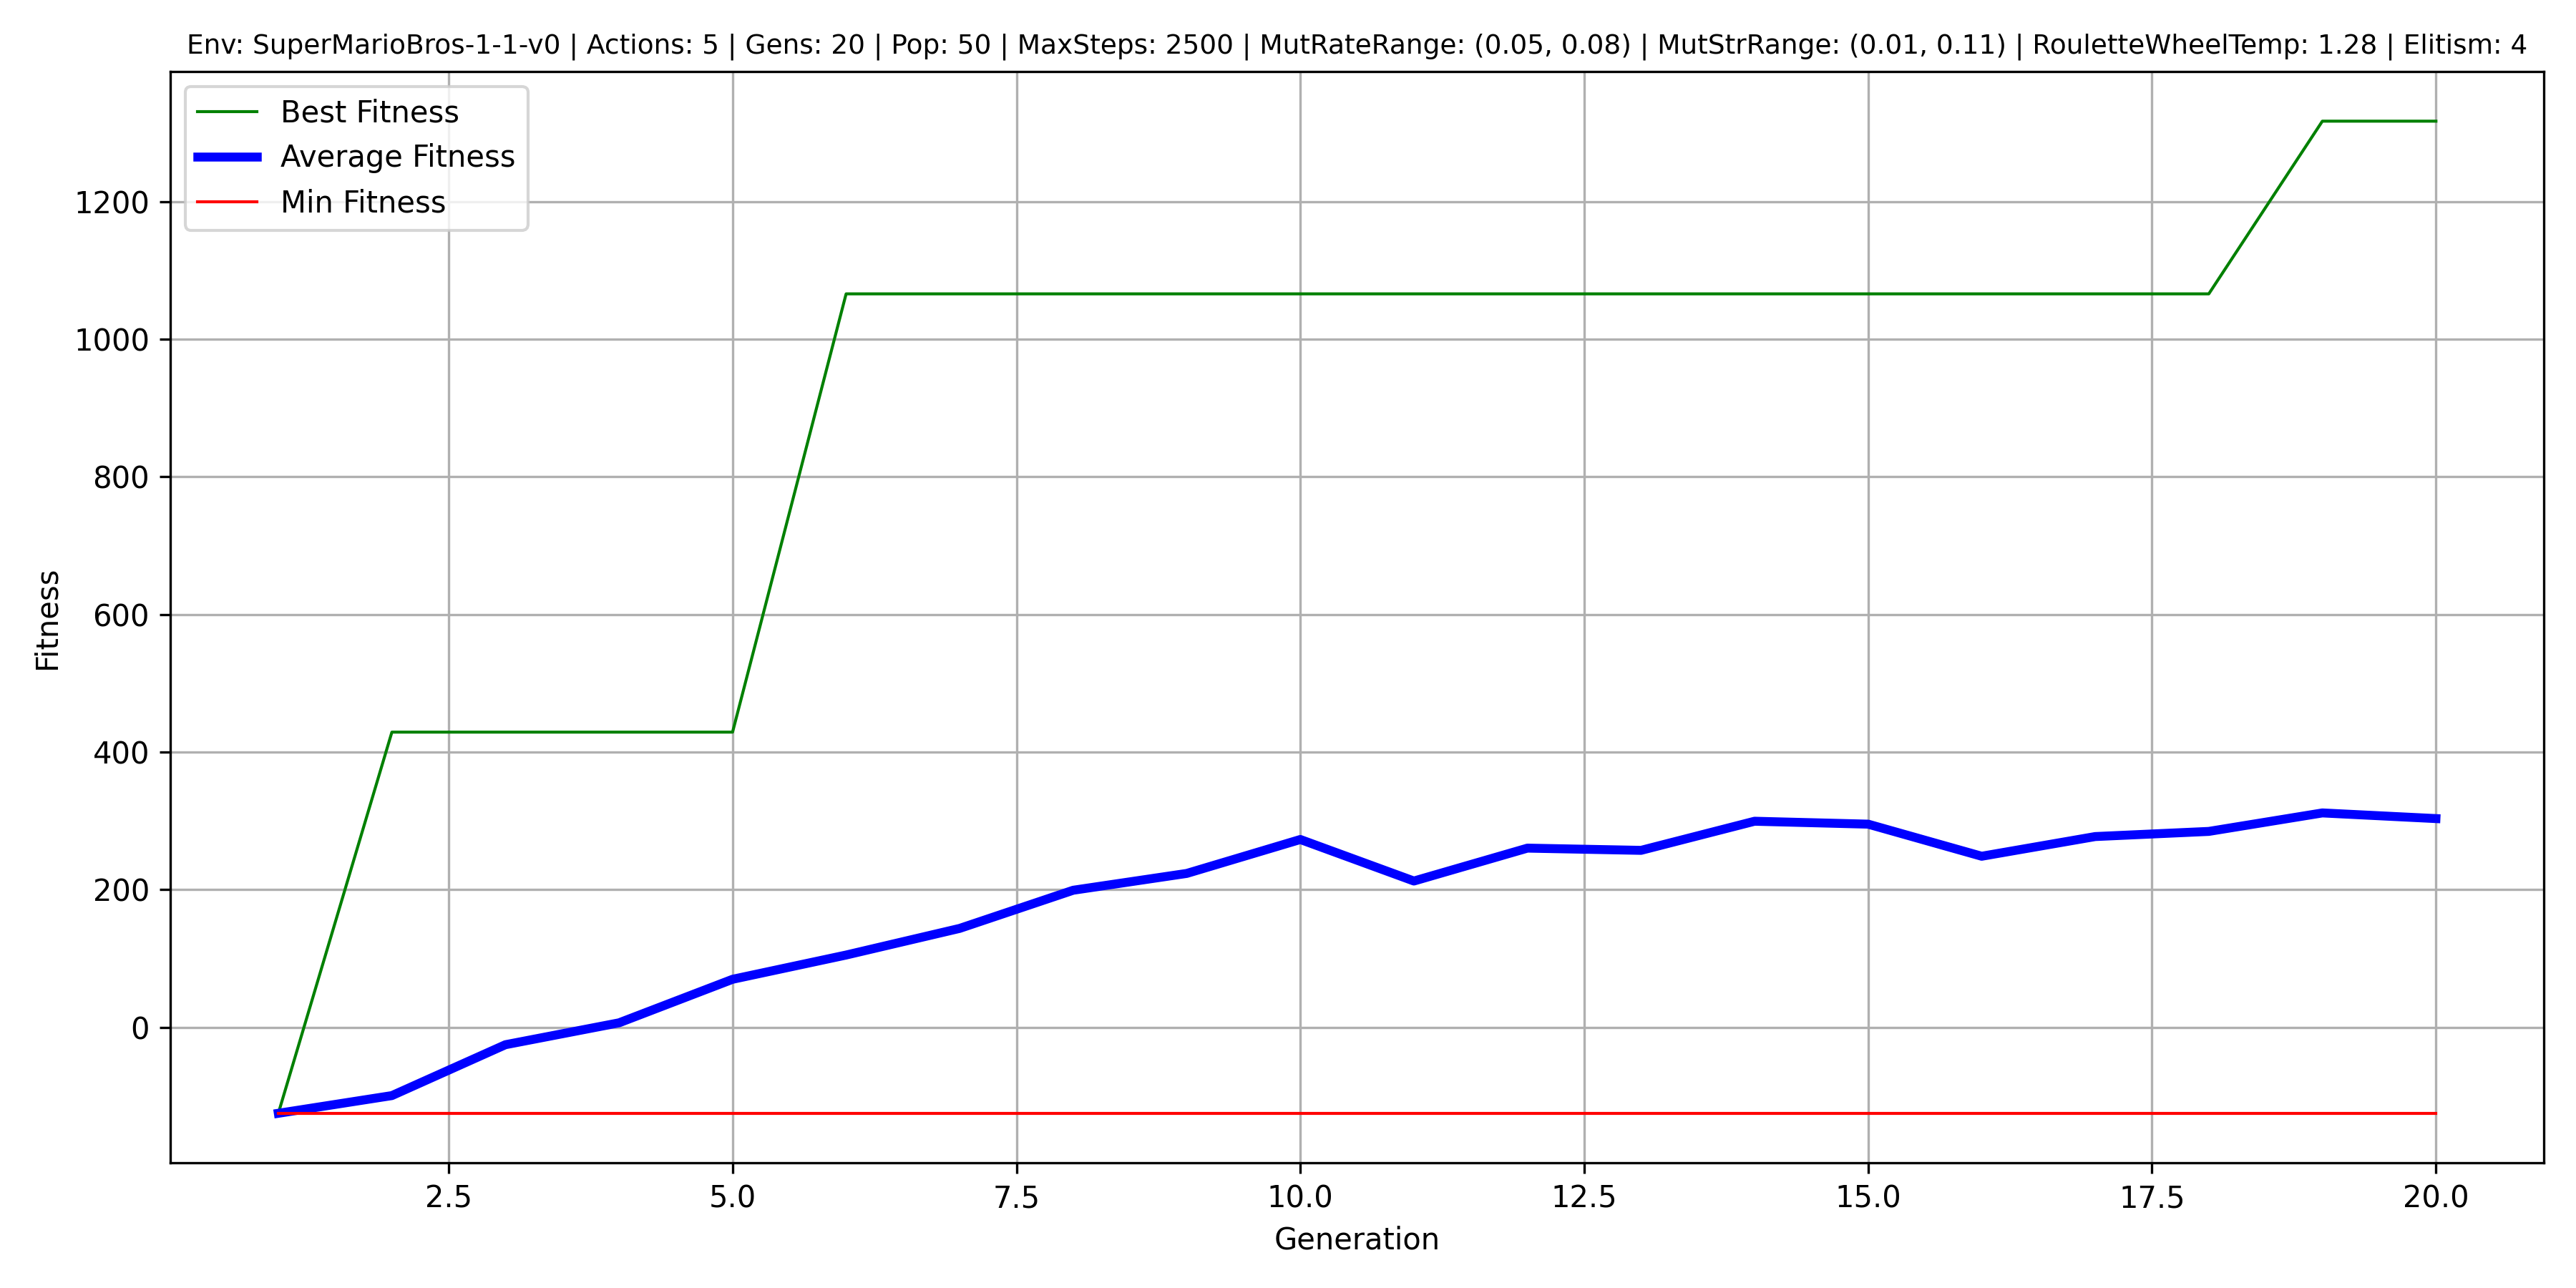 Env: SuperMarioBros-1-1-v0 | Actions: 5 | Gens: 20 | Pop: 50 | MaxSteps: 2500 | MutRateRange: (0.05, 0.08) | MutStrRange: (0.01, 0.11) | RouletteWheelTemp: 1.28 | Elitism: 4
Best Fitness
Average Fitness
Min Fitness
1200
1000
800
600
400
200
0
Fitness
2.5 5.0 7.5 10.0 12.5 15.0 17.5 20.0
Generation